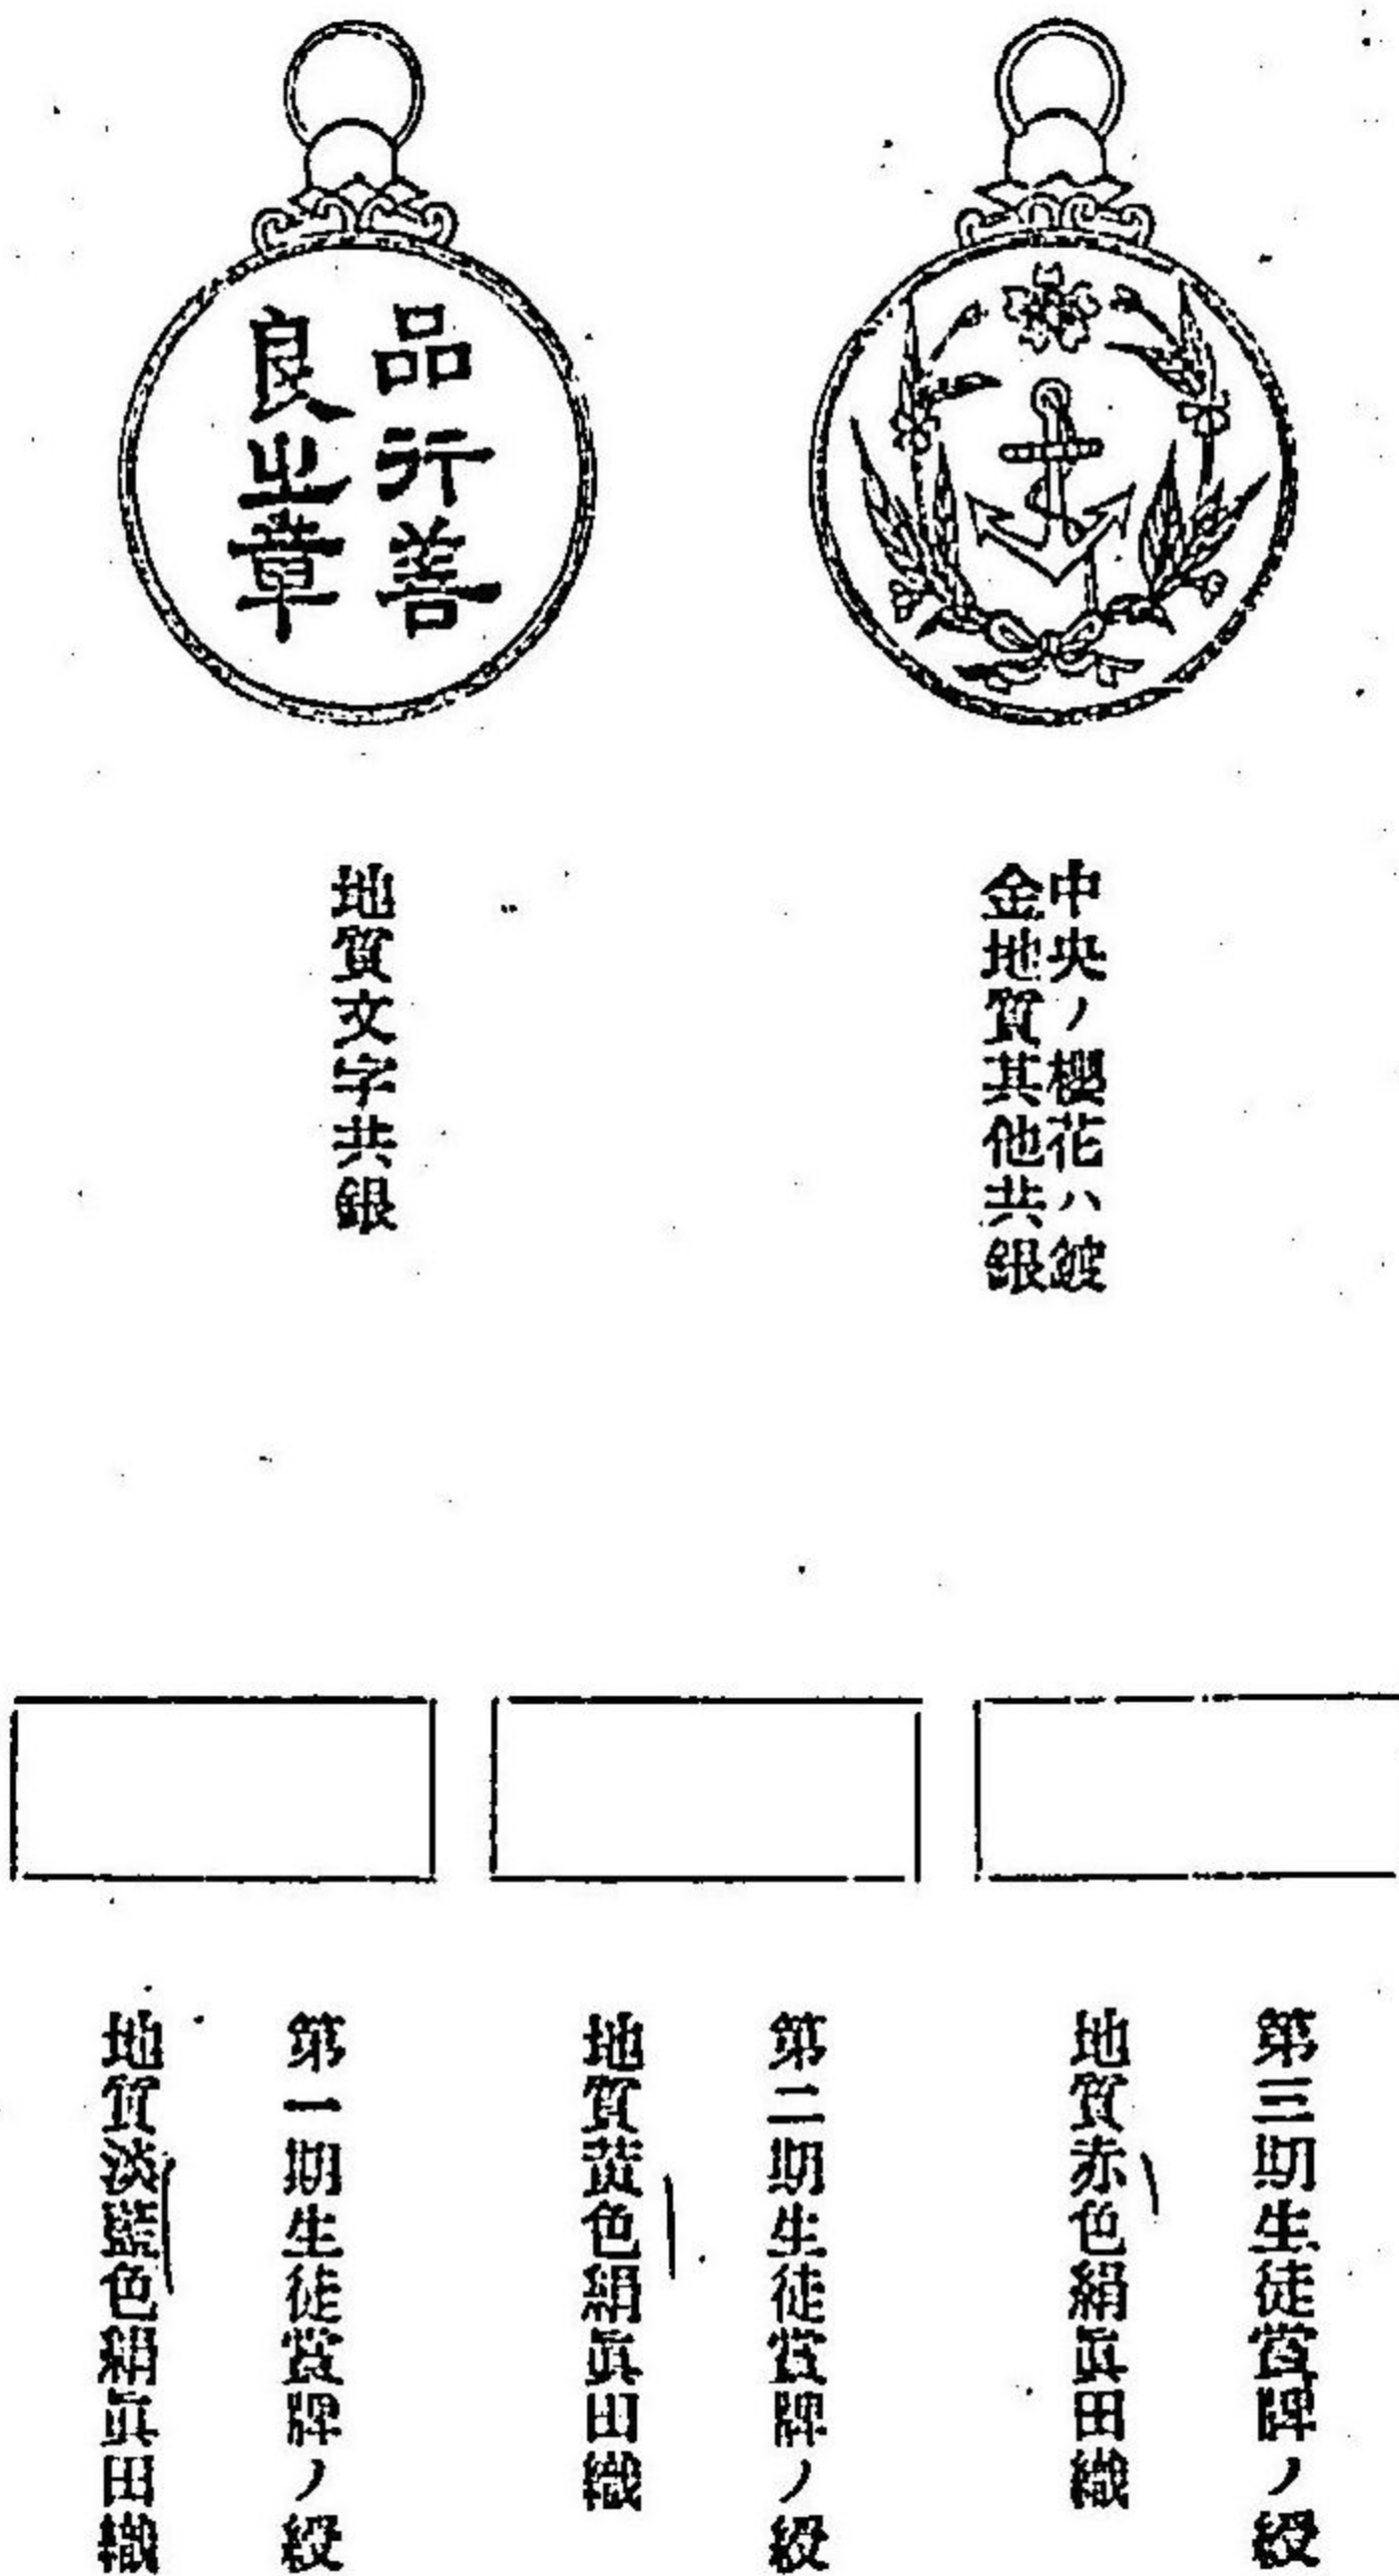 中央ノ櫻花ハ鍍
金地質其他共銀
品行善
良之章
地質文字共銀
第三期生徒賞牌ノ綬
地質赤色絹眞田織
第二期生徒賞牌ノ綬
地質黄色絹眞田織
第一期生徒賞牌ノ綬
地質淡藍色絹眞田織